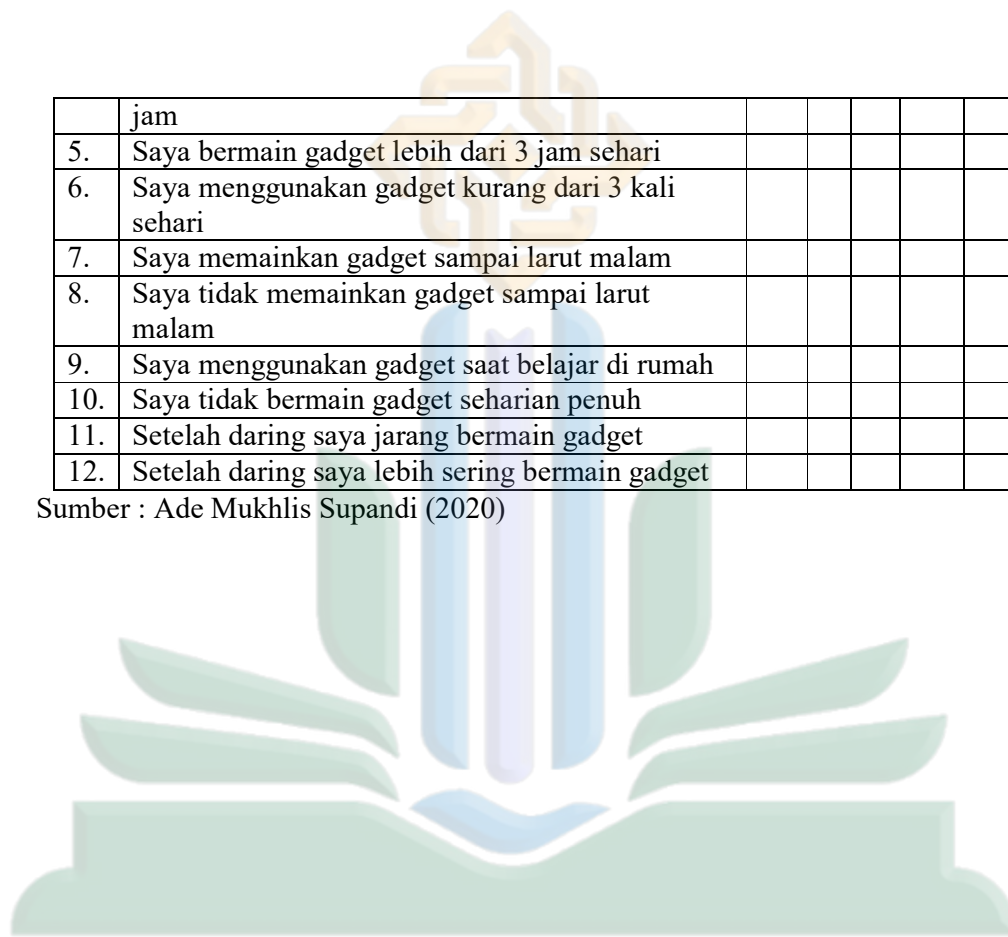 jam
5. Saya bermain gadget lebih dari 3 jam sehari
6. Saya menggunakan gadget kurang dari 3 kali
sehari
7. Saya memainkan gadget sampai larut malam
8. Saya tidak memainkan gadget sampai larut
malam
9. Saya menggunakan gadget saat belajar di rumah
10. Saya tidak bermain gadget seharian penuh
11. Setelah daring saya jarang bermain gadget
12. Setelah daring saya lebih sering bermain gadget
Sumber : Ade Mukhlis Supandi (2020)